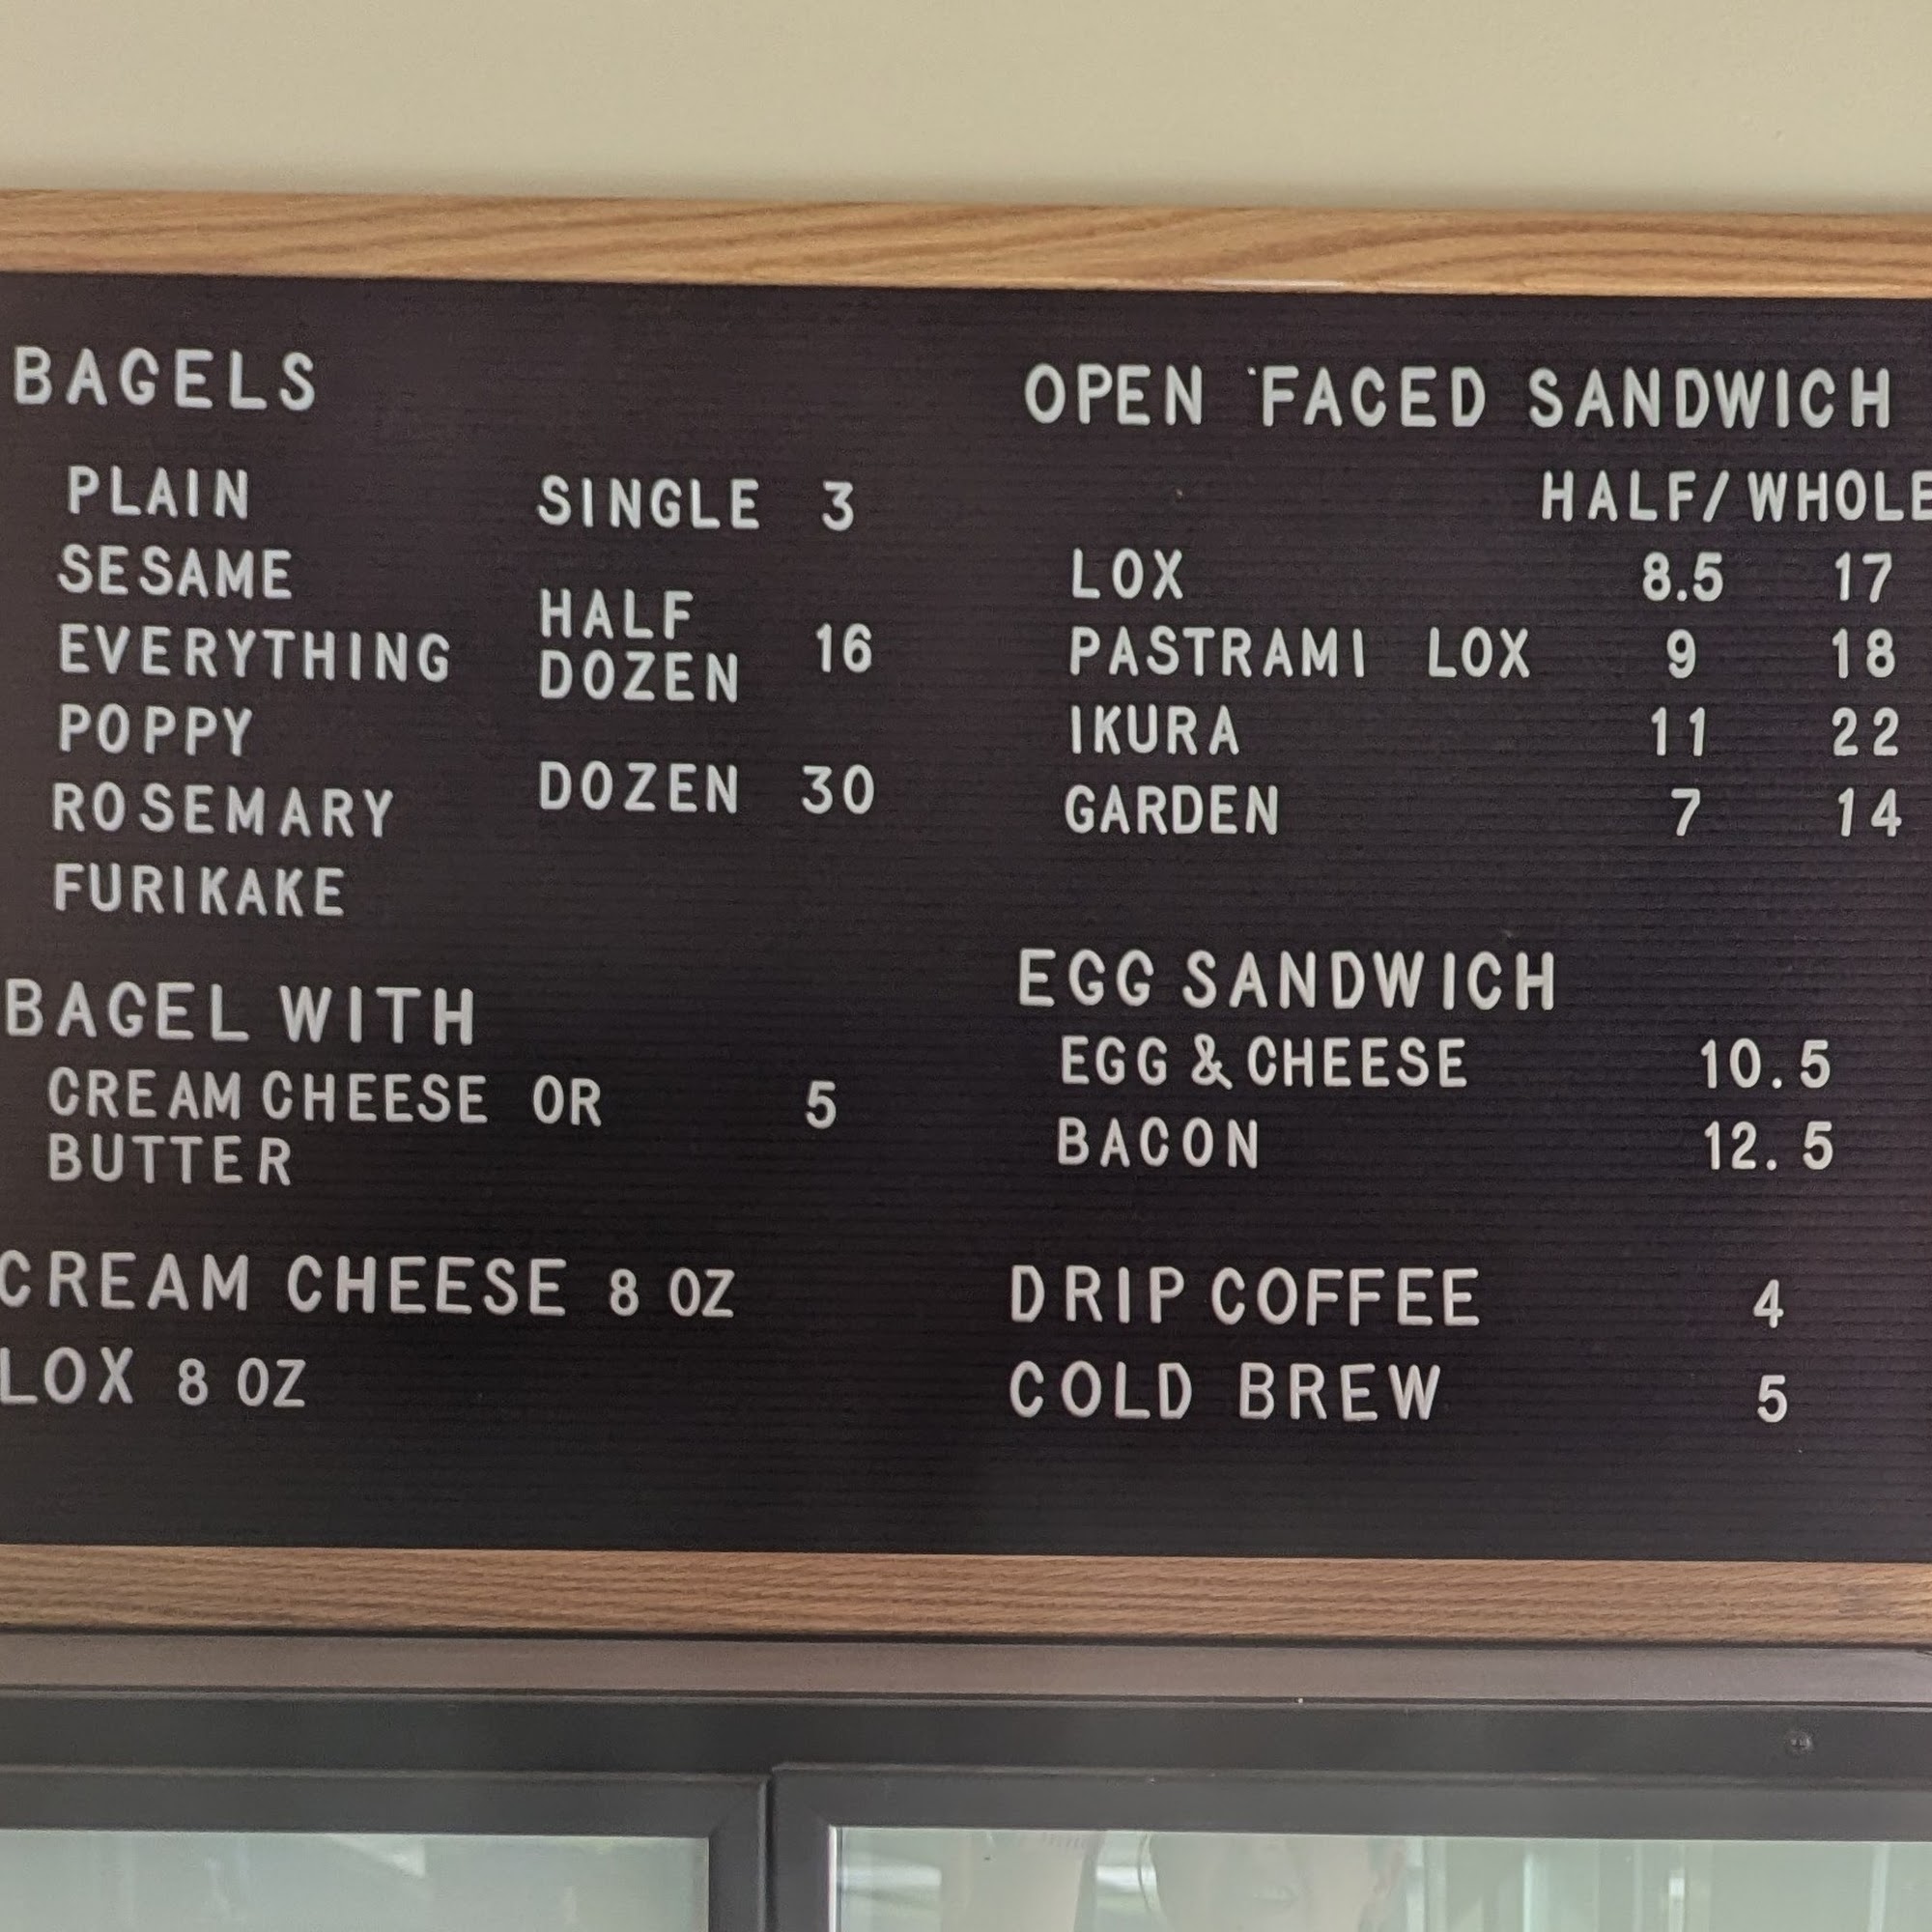 BAGELS
PLAIN
SESAME
EVERYTHING
POPPY
ROSEMARY
FURIKAKE
SINGLE 3
HALF
DOZEN 16
DOZEN 30
BAGEL WITH
CREAM CHEESE OR 5
BUTTER
CREAM CHEESE 8 OZ
LOX 8 OZ
OPEN FACED SANDWICH
HALF/WHOLE
LOX 8.5 17
PASTRAMI LOX 9 18
IKURA 11 22
GARDEN 7 14
EGG SANDWICH
EGG & CHEESE 10.5
BACON 12.5
DRIP COFFEE 4
COLD BREW 5